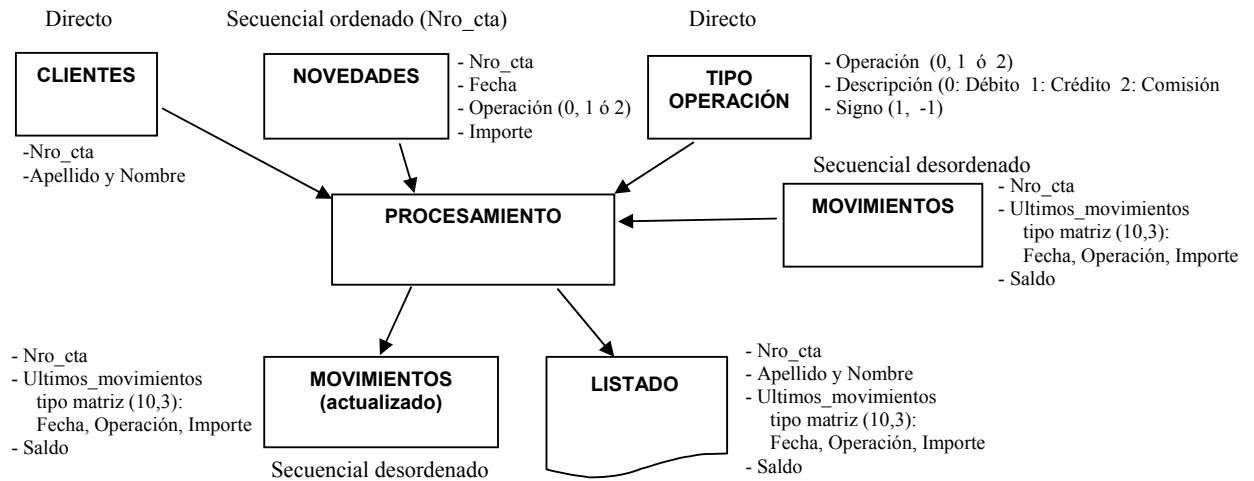 Directo
Secuencial ordenado (Nro_cta)
Directo
CLIENTES
-Nro_cta
-Apellido y Nombre
NOVEDADES
- Nro_cta
- Fecha
- Operación (0, 1 ó 2)
- Importe
TIPO
OPERACIÓN
- Operación (0, 1 ó 2)
- Descripción (0: Débito 1: Crédito 2: Comisión
- Signo (1, -1)
Secuencial desordenado
PROCESAMIENTO
MOVIMIENTOS
- Nro_cta
- Ultimos_movimientos
tipo matriz (10,3):
Fecha, Operación, Importe
- Saldo
- Nro_cta
- Ultimos_movimientos
tipo matriz (10,3):
Fecha, Operación, Importe
- Saldo
MOVIMIENTOS
(actualizado)
Secuencial desordenado
LISTADO
- Nro_cta
- Apellido y Nombre
- Ultimos_movimientos
tipo matriz (10,3):
Fecha, Operación, Importe
- Saldo